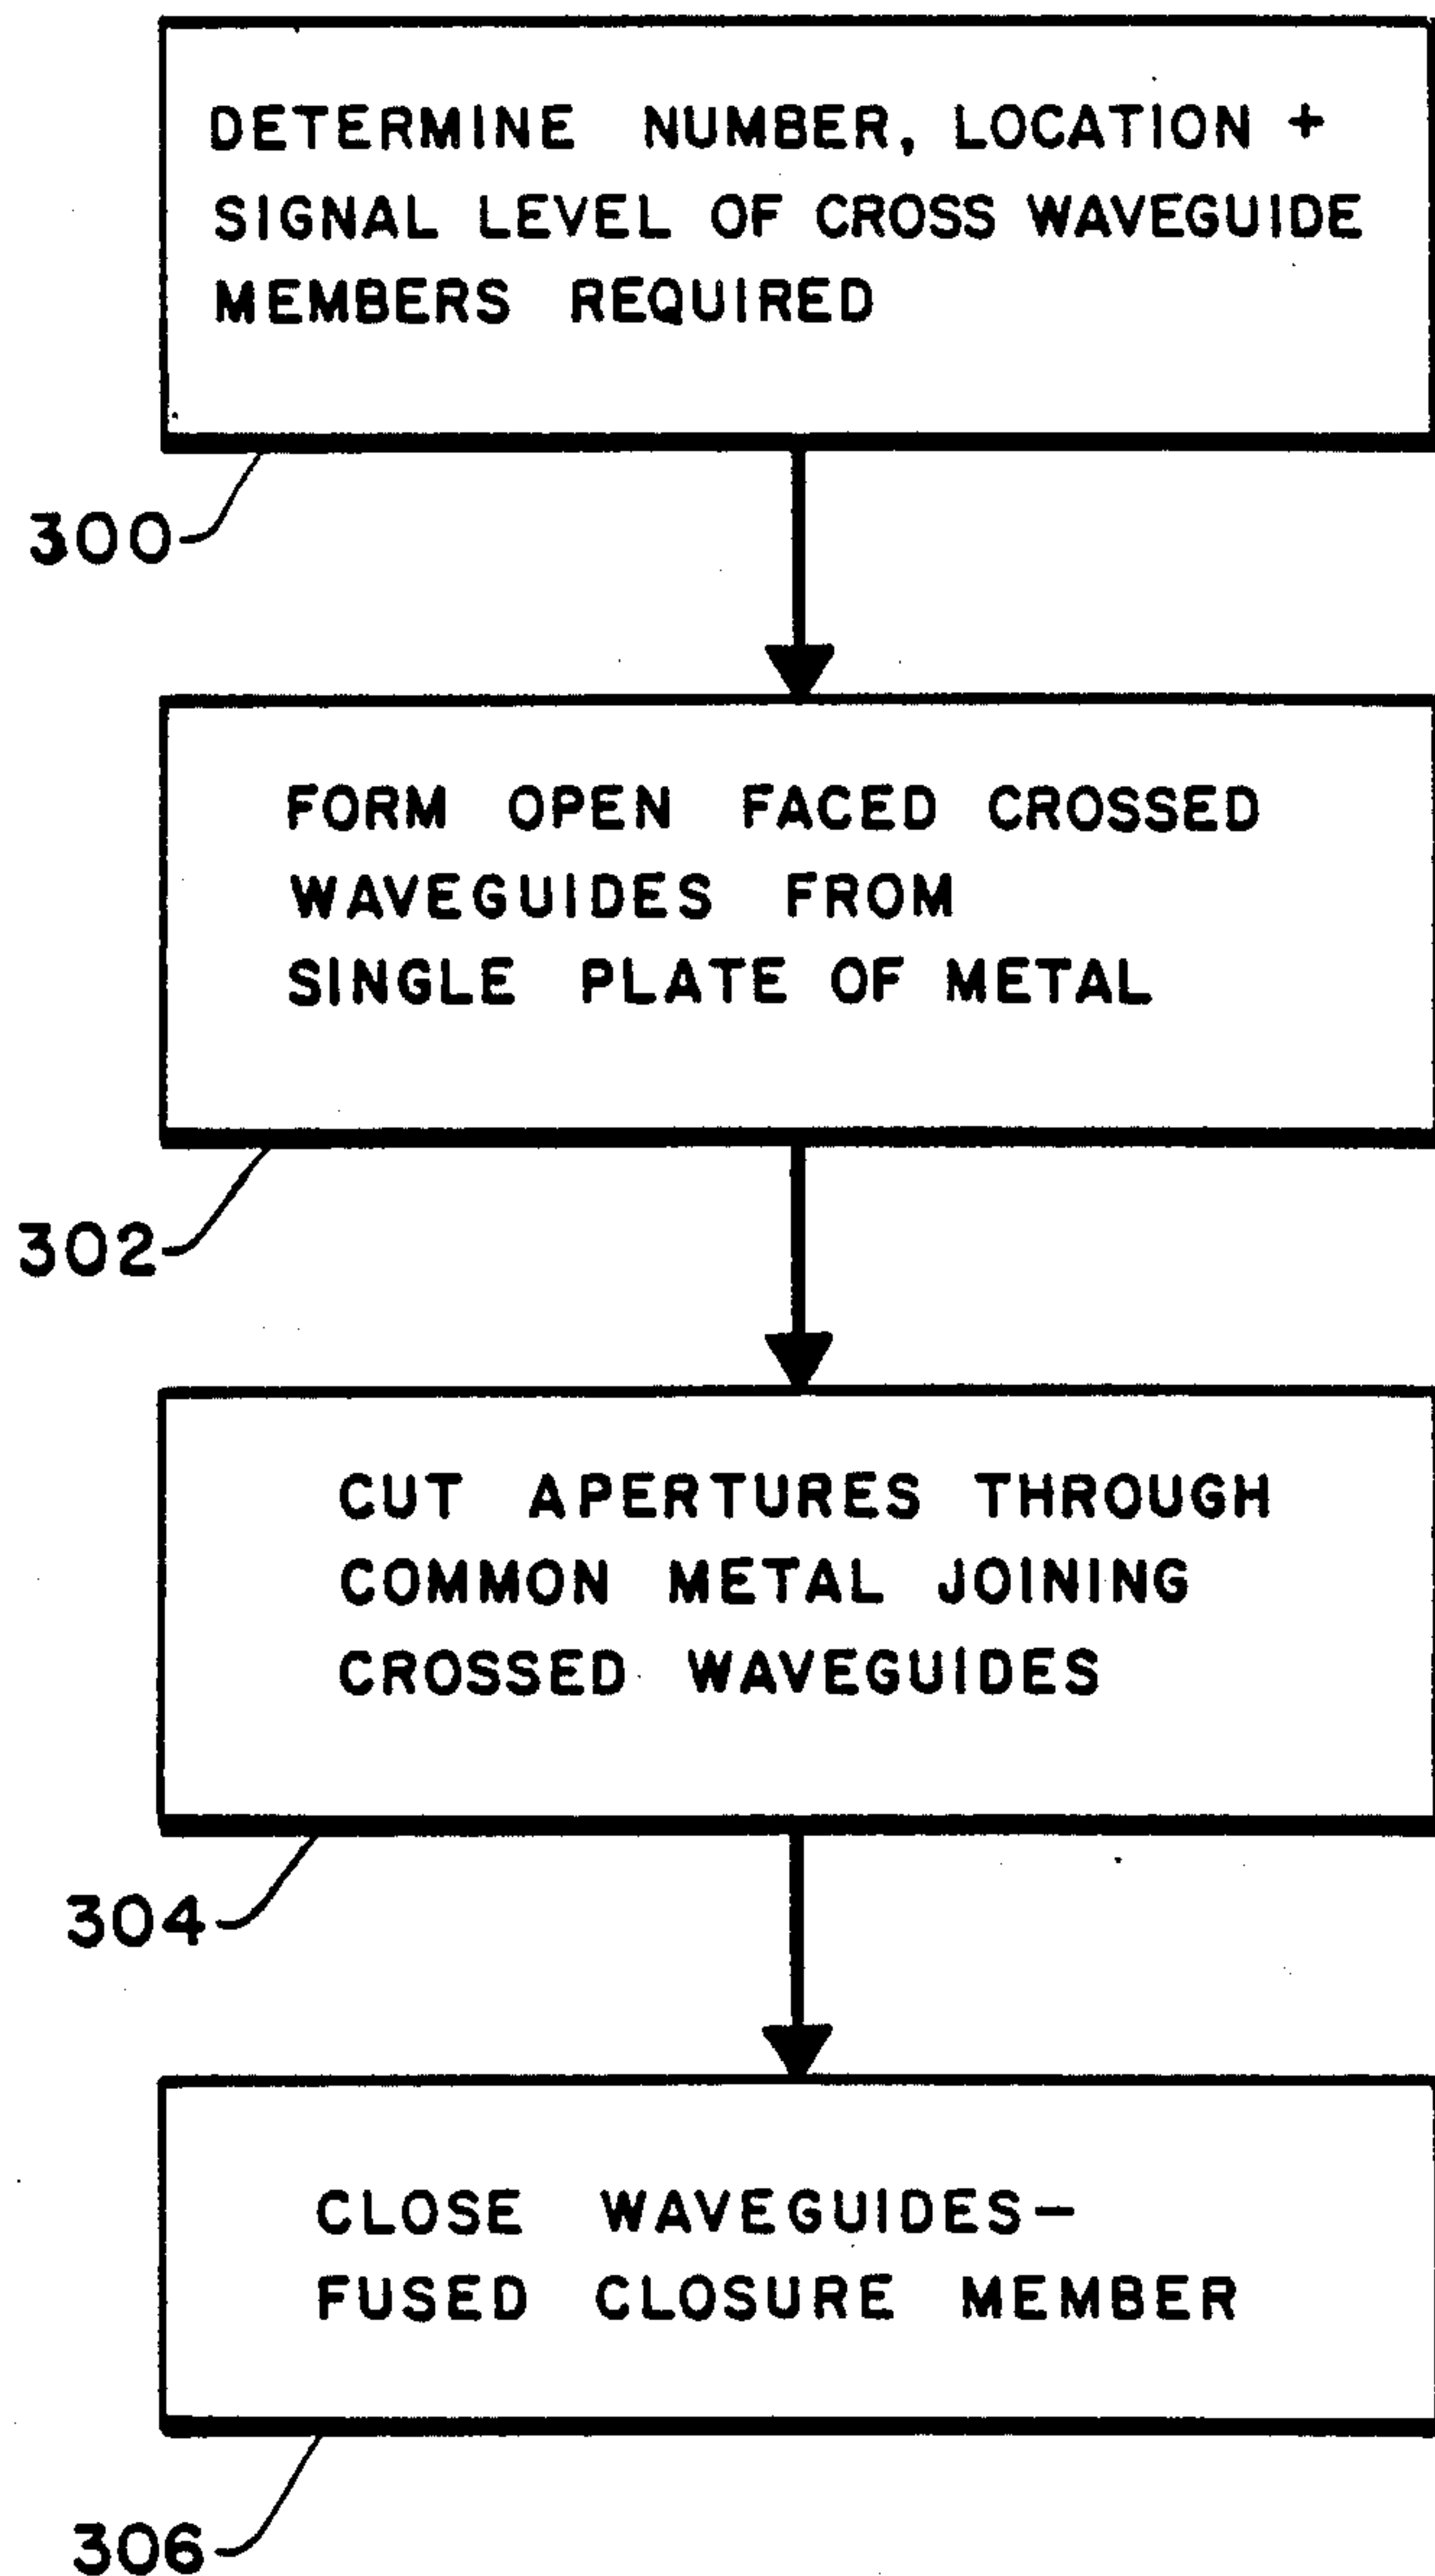 DETERMINE NUMBER, LOCATION +
SIGNAL LEVEL OF CROSS WAVEGUIDE
MEMBERS REQUIRED
300
FORM OPEN FACED CROSSED
WAVEGUIDES FROM
SINGLE PLATE OF METAL
302
CUT APERTURES THROUGH
COMMON METAL JOINING
CROSSED WAVEGUIDES
304
CLOSE WAVEGUIDES—
FUSED CLOSURE MEMBER
306